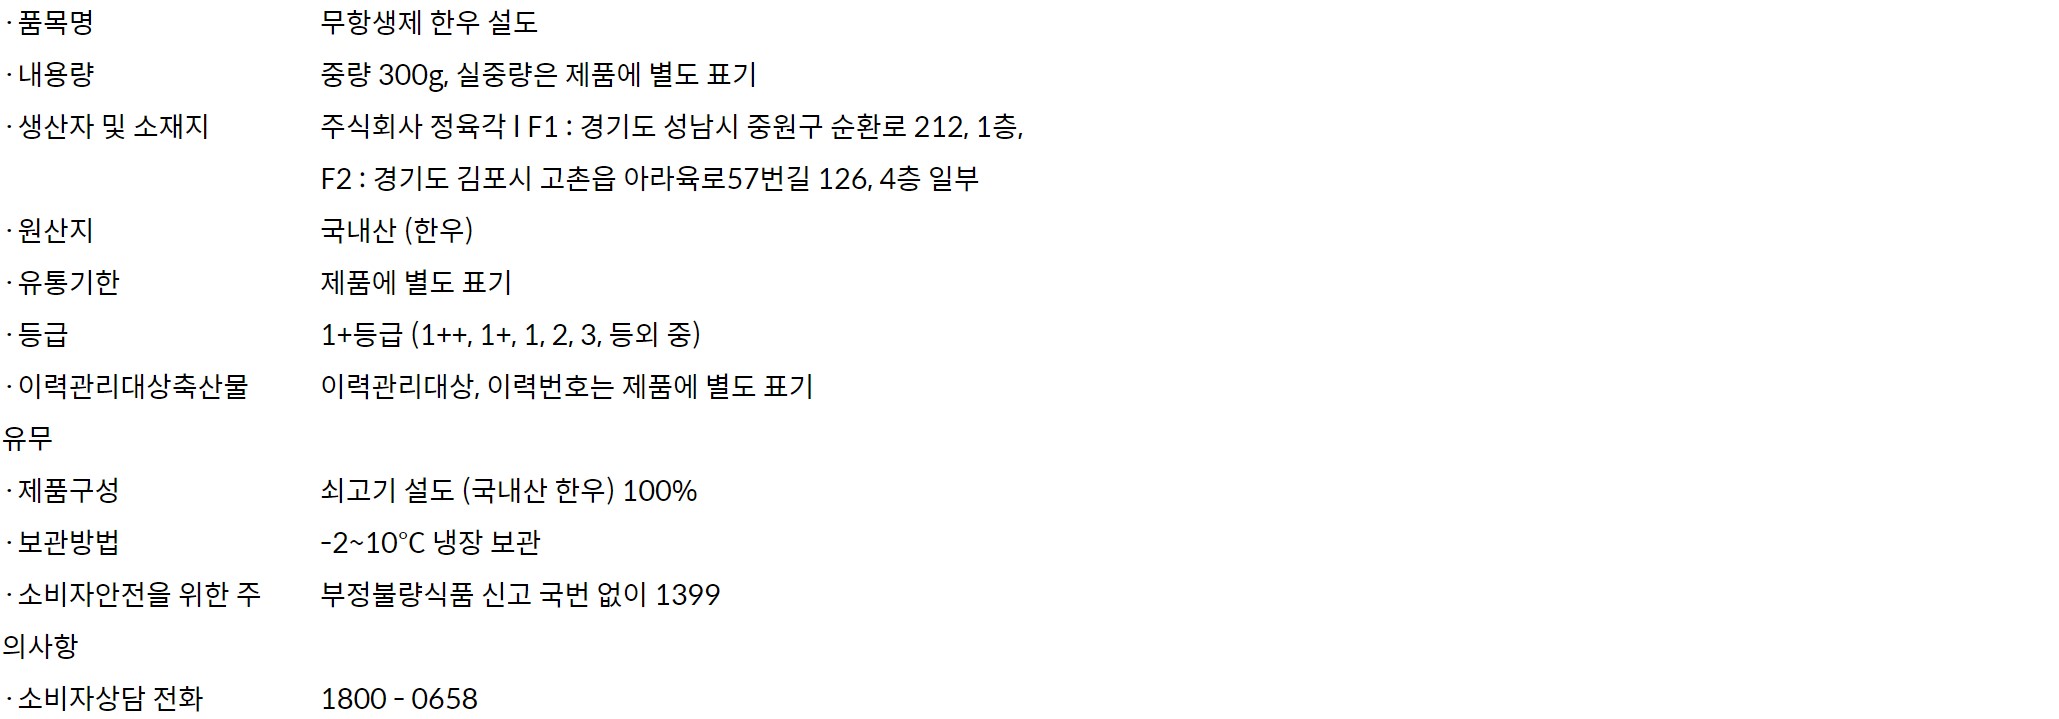 · 품목명 무항생제 한우 설도
· 내용량 중량 300g, 실중량은 제품에 별도 표기
· 생산자 및 소재지 주식회사 정육각 l F1 : 경기도 성남시 중원구 순환로 212, 1층,
F2 : 경기도 김포시 고촌읍 아라육로57번길 126, 4층 일부
· 원산지 국내산 (한우)
· 유통기한 제품에 별도 표기
· 등급 1+등급 (1++, 1+, 1, 2, 3, 등외 중)
· 이력관리대상축산물 이력관리대상, 이력번호는 제품에 별도 표기
유무
· 제품구성 쇠고기 설도 (국내산 한우) 100%
· 보관방법 -2~10℃ 냉장 보관
· 소비자안전을 위한 주 부정불량식품 신고 국번 없이 1399
의사항
· 소비자상담 전화 1800 - 0658